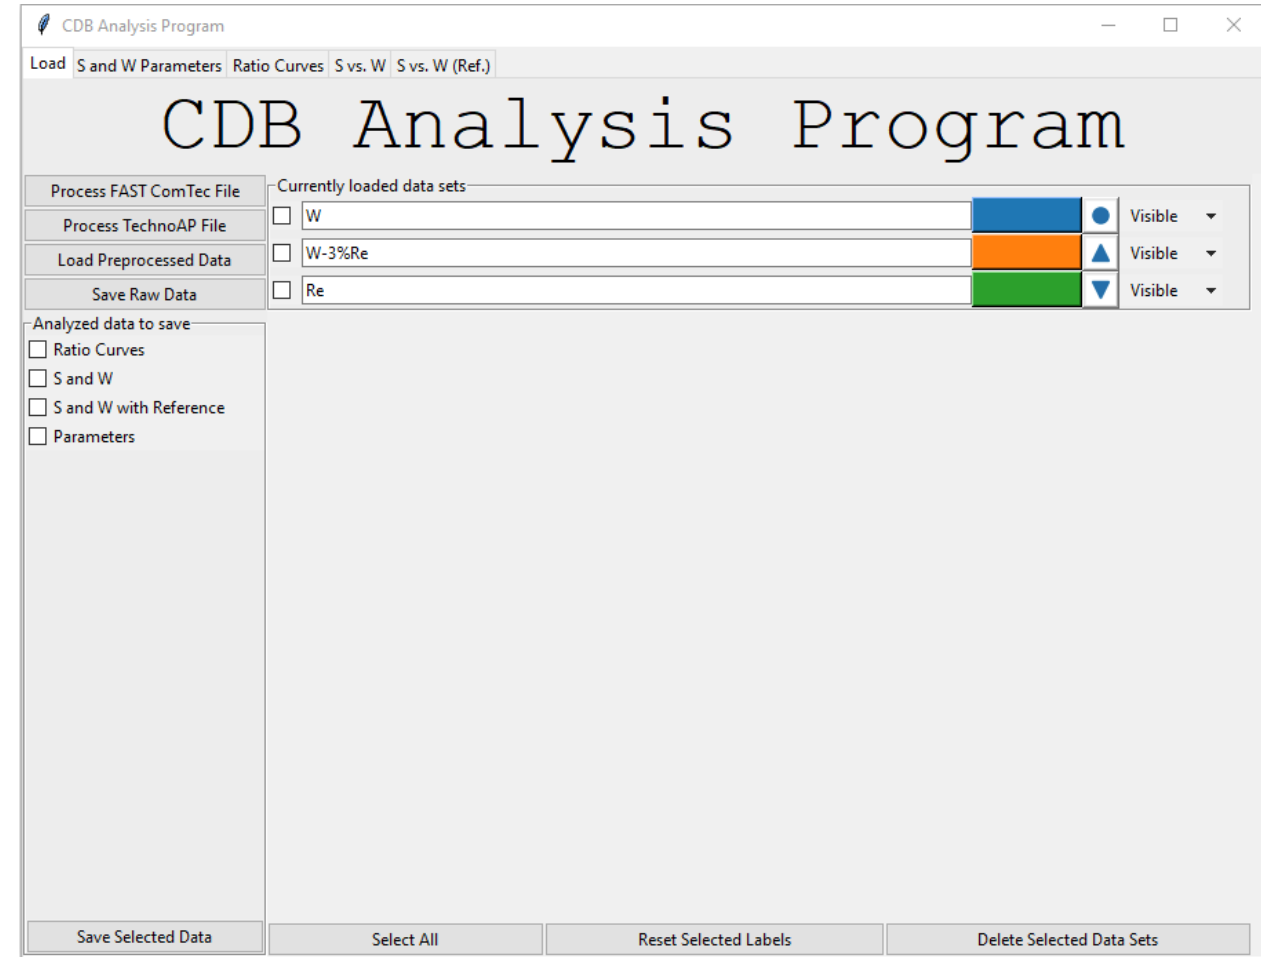 CDB Analysis Program
Load S and W Parameters Ratio Curves S vs. W S vs. W (Ref.)
CDB Analysis Program
Process FAST ComTec File
Process TechnoAP File
Load Preprocessed Data
Save Raw Data
Currently loaded data sets
W Visible
W-3%Re Visible
Re Visible
Analyzed data to save
Ratio Curves
S and W
S and W with Reference
Parameters
Save Selected Data
Select All
Reset Selected Labels
Delete Selected Data Sets